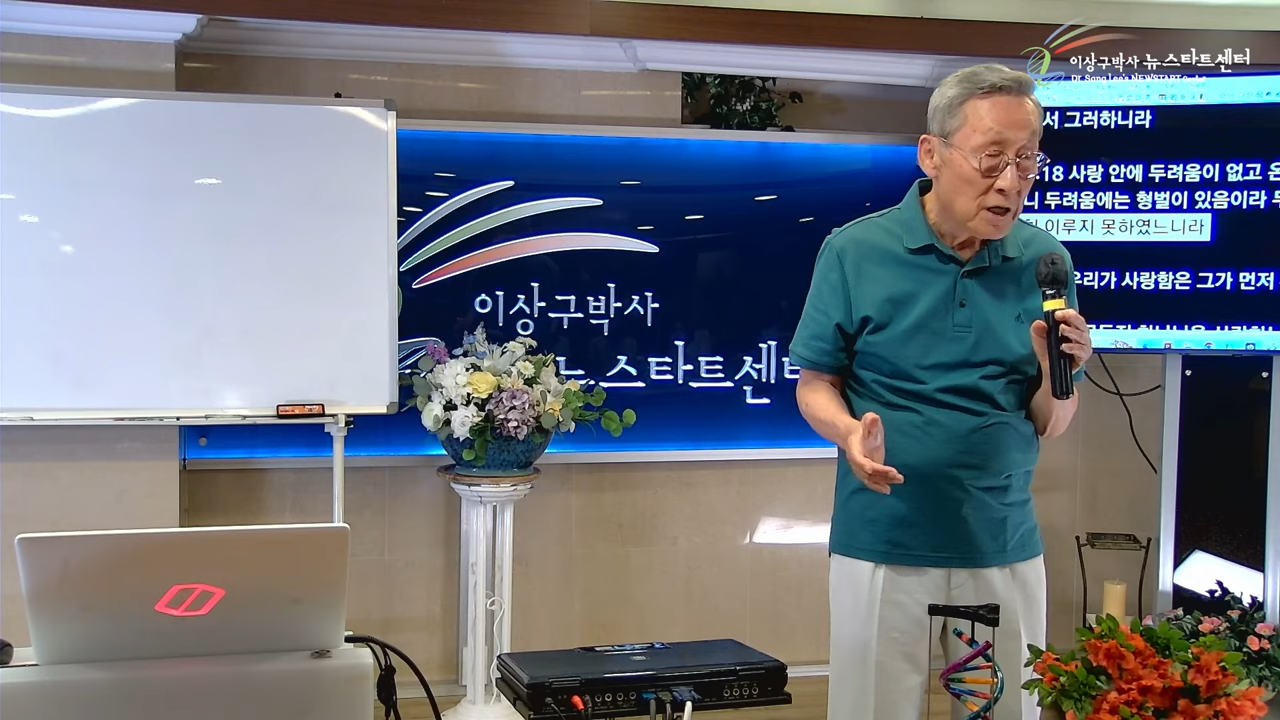 이상구박사 뉴스타트센터
Dr. Sang Lee's NEWSTART
서 그러하니라
:18 사랑 안에 두려움이 없고 온
두려움에는 형벌이 있음이라
이루지 못하였느니라
우리가 사랑함은 그가 먼저
이상구박사
뉴스타트센터